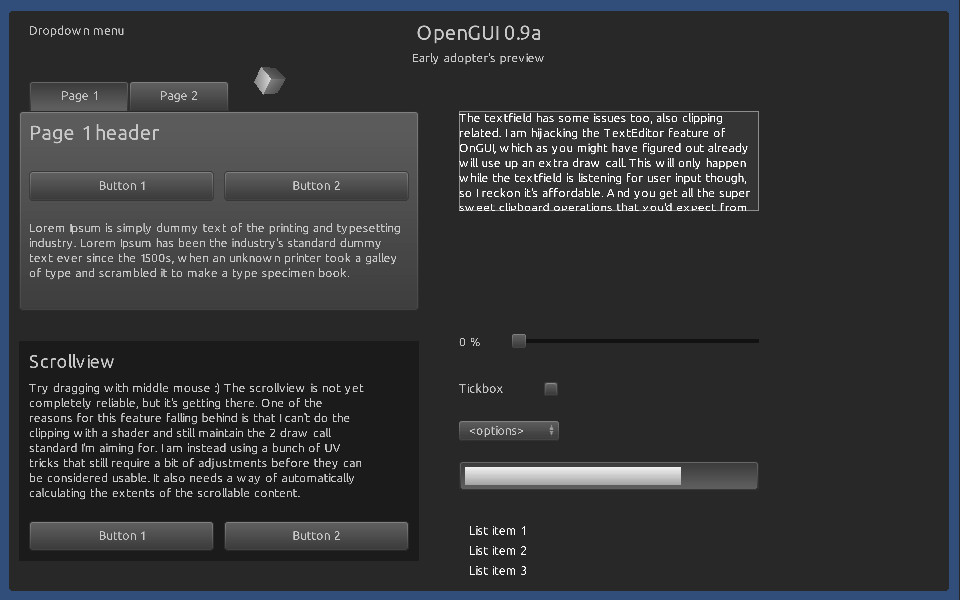 Dropdown menu
OpenGUI 0.9a
Early adopter's preview
Page 1
Page 2
Page 1 header
Button 1
Button 2
Lorem Ipsum is simply dummy text of the printing and typesetting
industry. Lorem Ipsum has been the industry's standard dummy
text ever since the 1500s, when an unknown printer took a galley
of type and scrambled it to make a type specimen book.
Scrollview
Try dragging with middle mouse :) The scrollview is not yet
completely reliable, but it's getting there. One of the
reasons for this feature falling behind is that I can't do the
clipping with a shader and still maintain the 2 draw call
standard I'm aiming for. I am instead using a bunch of UV
tricks that still require a bit of adjustments before they can
be considered usable. It also needs a way of automatically
calculating the extents of the scrollable content.
Button 1
Button 2
The textfield has some issues too, also clipping
related. I am hijacking the TextEditor feature of
OnGUI, which as you might have figured out already
will use up an extra draw call. This will only happen
while the textfield is listening for user input though,
so I reckon it's affordable. And you get all the super
sweet clipboard operations that you'd expect from
0 %
Tickbox
<options>
List item 1
List item 2
List item 3